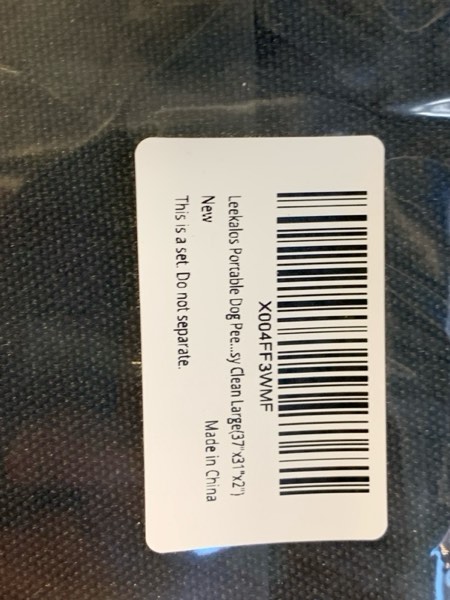 X004FF3WMF
Leekalos Portable Dog Pee...sy Clean Large(37"x31"x2")
New Made in China
This is a set. Do not separate.